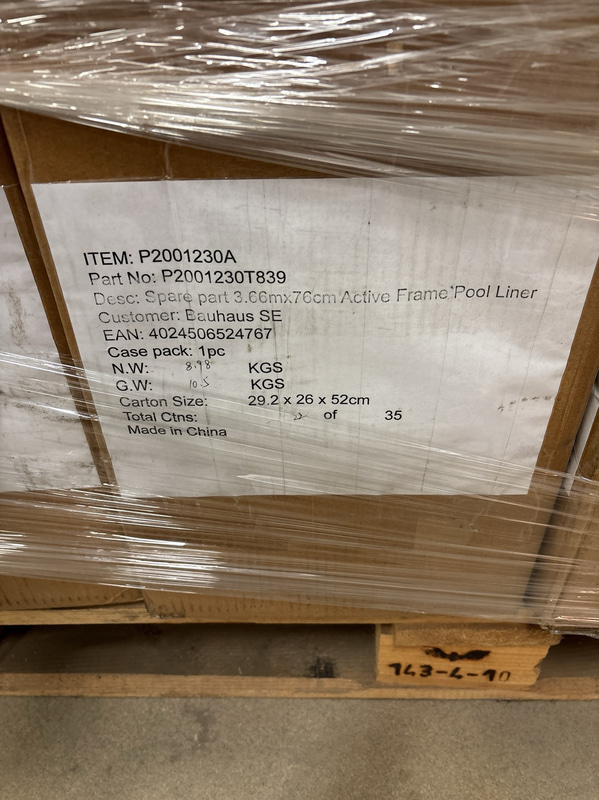 ITEM: P2001230A
Part No: P2001230T839
Desc: Spare part 3.66mx76cm Active Frame Pool Liner
Customer: Bauhaus SE
EAN: 4024506524767
Case pack: 1pc
N.W: 8.98 KGS
G.W: 10.5 KGS
Carton Size: 29.2 x 26 x 52cm
Total Ctns: of 35
Made in China
143-4-10